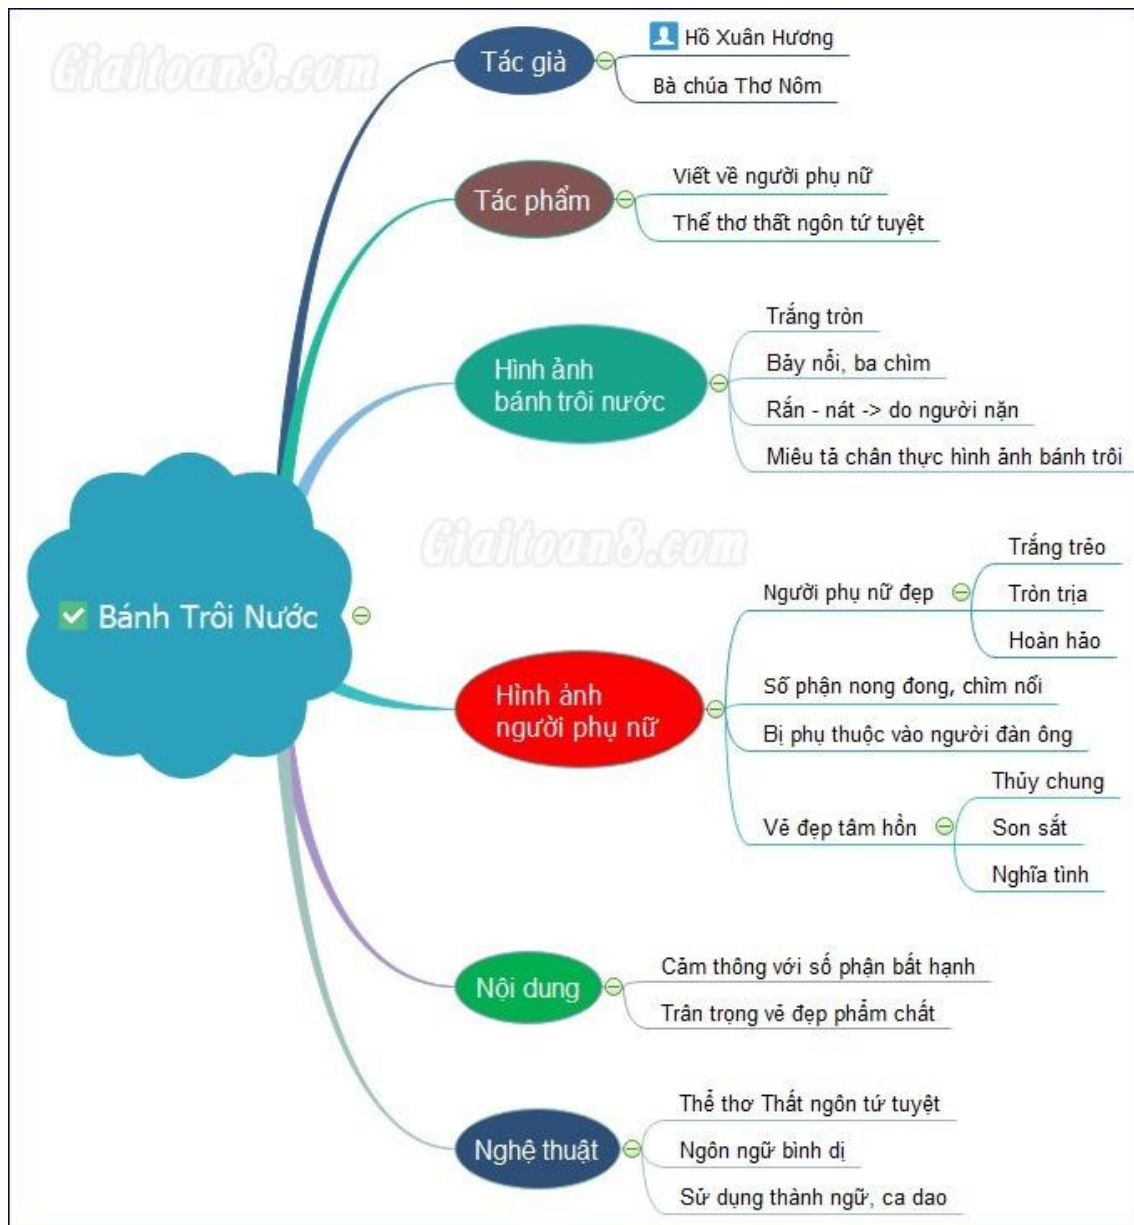 Giaitoan8.com
Tác giả
Hồ Xuân Hương
Bà chúa Thơ Nôm
Tác phẩm
Viết về người phụ nữ
Thể thơ thất ngôn tứ tuyệt
Hình ảnh
bánh trôi nước
Trắng tròn
Bảy nổi, ba chìm
Rắn - nát -> do người nặn
Miêu tả chân thực hình ảnh bánh trôi
Giaitoan8.com
Bánh Trôi Nước
Hình ảnh
người phụ nữ
Người phụ nữ đẹp
Trắng trẻo
Tròn trịa
Hoàn hảo
Số phận nong đong, chìm nổi
Bị phụ thuộc vào người đàn ông
Vẻ đẹp tâm hồn
Thủy chung
Son sắt
Nghĩa tình
Nội dung
Cảm thông với số phận bất hạnh
Trân trọng vẻ đẹp phẩm chất
Nghệ thuật
Thể thơ Thất ngôn tứ tuyệt
Ngôn ngữ bình dị
Sử dụng thành ngữ, ca dao